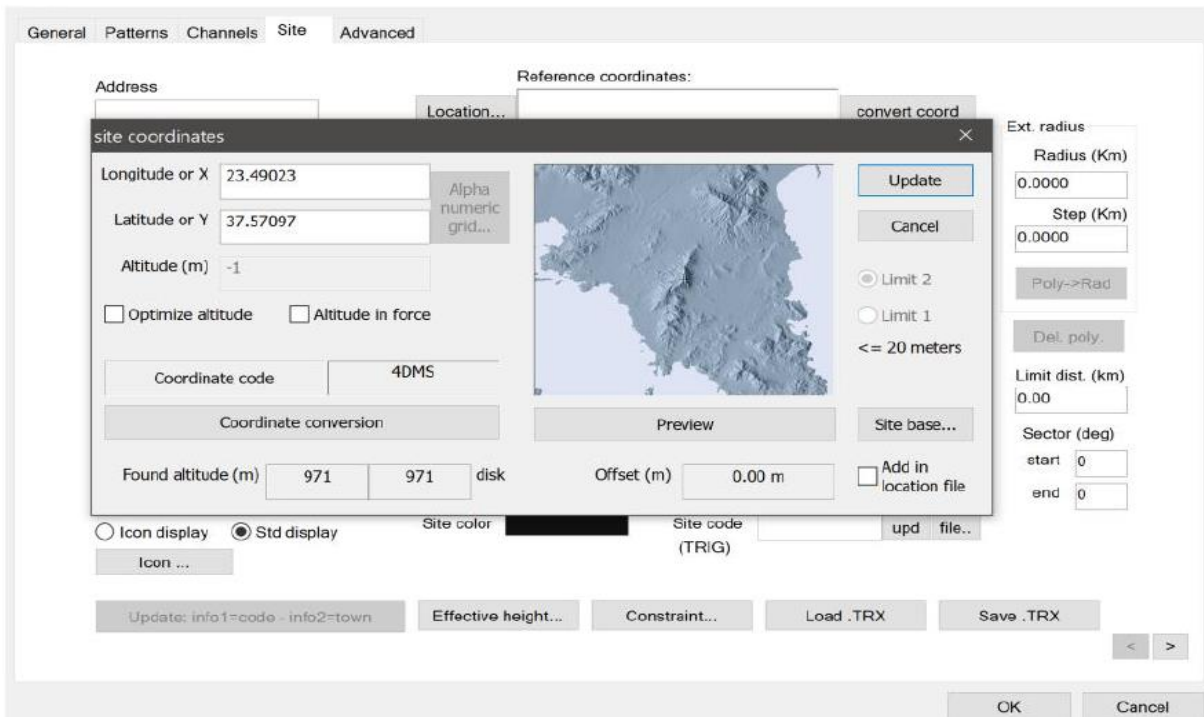 General Patterns Channels Site Advanced
Address
Reference coordinates:
Location...
convert coord
site coordinates
Longitude or X 23.49023
Alpha
numeric
grid...
Latitude or Y 37.57097
Altitude (m) -1
Optimize altitude Altitude in force
Coordinate code 4DMS
Coordinate conversion
Preview
Update
Cancel
Limit 2
Limit 1
<= 20 meters
Site base...
Found altitude (m) 971 971 disk
Offset (m) 0.00 m
Add in
location file
Ext. radius
Radius (Km)
0.0000
Step (Km)
0.0000
Poly->Rad
Del. poly.
Limit dist. (km)
0.00
Sector (deg)
start 0
end 0
Icon display Std display
Site color
Site code
(TRIG)
upd file..
Icon ...
Update: info1=code - info2=town
Effective height...
Constraint...
Load .TRX
Save .TRX
< >
OK Cancel